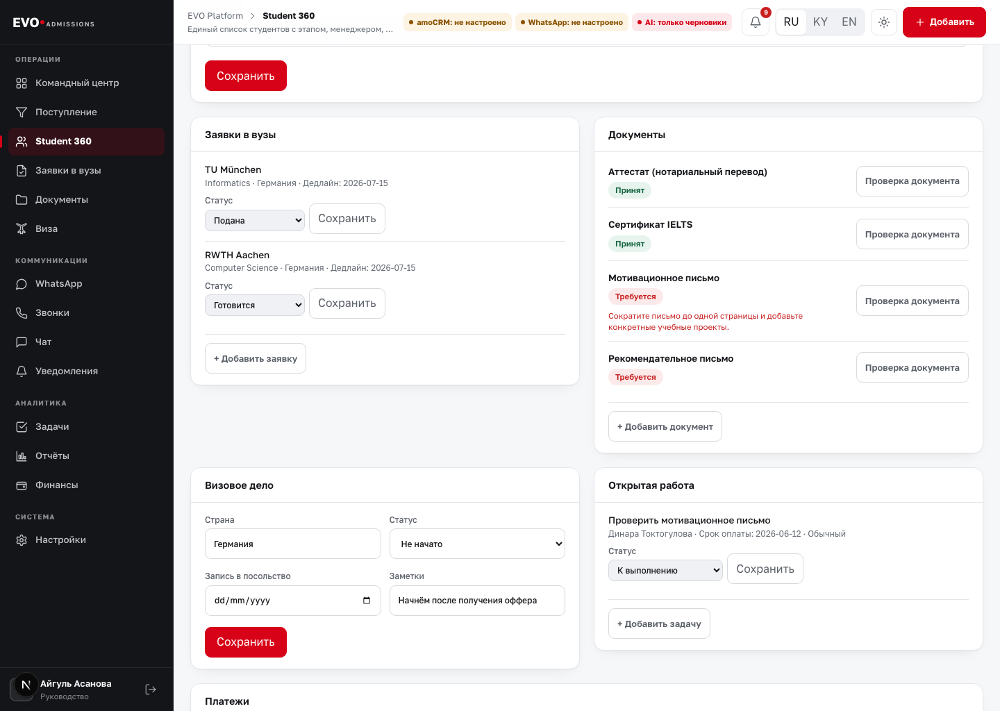 EVO ADMISSIONS
ОПЕРАЦИИ
Командный центр
Поступление
Student 360
Заявки в вузы
Документы
Виза
КОММУНИКАЦИИ
WhatsApp
Звонки
Чат
Уведомления
АНАЛИТИКА
Задачи
Отчёты
Финансы
СИСТЕМА
Настройки
N
Айгуль Асанова
Руководство
EVO Platform > Student 360
Единый список студентов с этапом, менеджером, ...
amoCRM: не настроено
WhatsApp: не настроено
AI: только черновики
9
RU KY EN
Добавить
Сохранить
Заявки в вузы
TU München
Informatics · Германия · Дедлайн: 2026-07-15
Статус
Подана
Сохранить
RWTH Aachen
Computer Science · Германия · Дедлайн: 2026-07-15
Статус
Готовится
Сохранить
+ Добавить заявку
Документы
Аттестат (нотариальный перевод)
Принят
Проверка документа
Сертификат IELTS
Принят
Проверка документа
Мотивационное письмо
Требуется
Сократите письмо до одной страницы и добавьте
конкретные учебные проекты.
Проверка документа
Рекомендательное письмо
Требуется
Проверка документа
+ Добавить документ
Визовое дело
Страна
Германия
Статус
Не начато
Запись в посольство
dd/mm/yyyy
Заметки
Начнём после получения оффера
Сохранить
Открытая работа
Проверить мотивационное письмо
Динара Токтогулова · Срок оплаты: 2026-06-12 · Обычный
Статус
К выполнению
Сохранить
+ Добавить задачу
Платежи